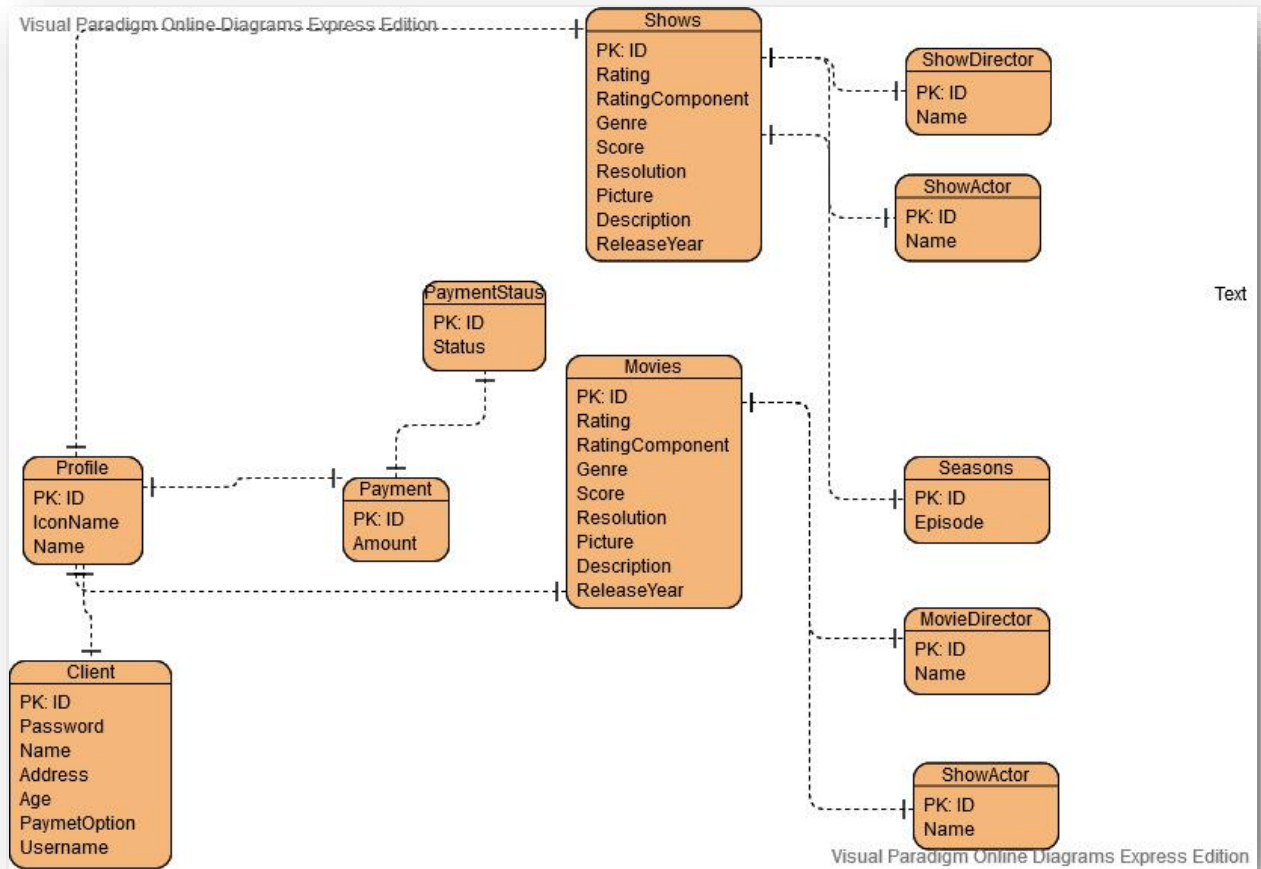 Visual Paradigm Online Diagrams Express Edition
Shows
PK: ID
Rating
RatingComponent
Genre
Score
Resolution
Picture
Description
ReleaseYear
ShowDirector
PK: ID
Name
ShowActor
PK: ID
Name
Text
PaymentStaus
PK: ID
Status
Movies
PK: ID
Rating
RatingComponent
Genre
Score
Resolution
Picture
Description
ReleaseYear
Profile
PK: ID
IconName
Name
Payment
PK: ID
Amount
Seasons
PK: ID
Episode
MovieDirector
PK: ID
Name
Client
PK: ID
Password
Name
Address
Age
PaymetOption
Username
ShowActor
PK: ID
Name
Visual Paradigm Online Diagrams Express Edition